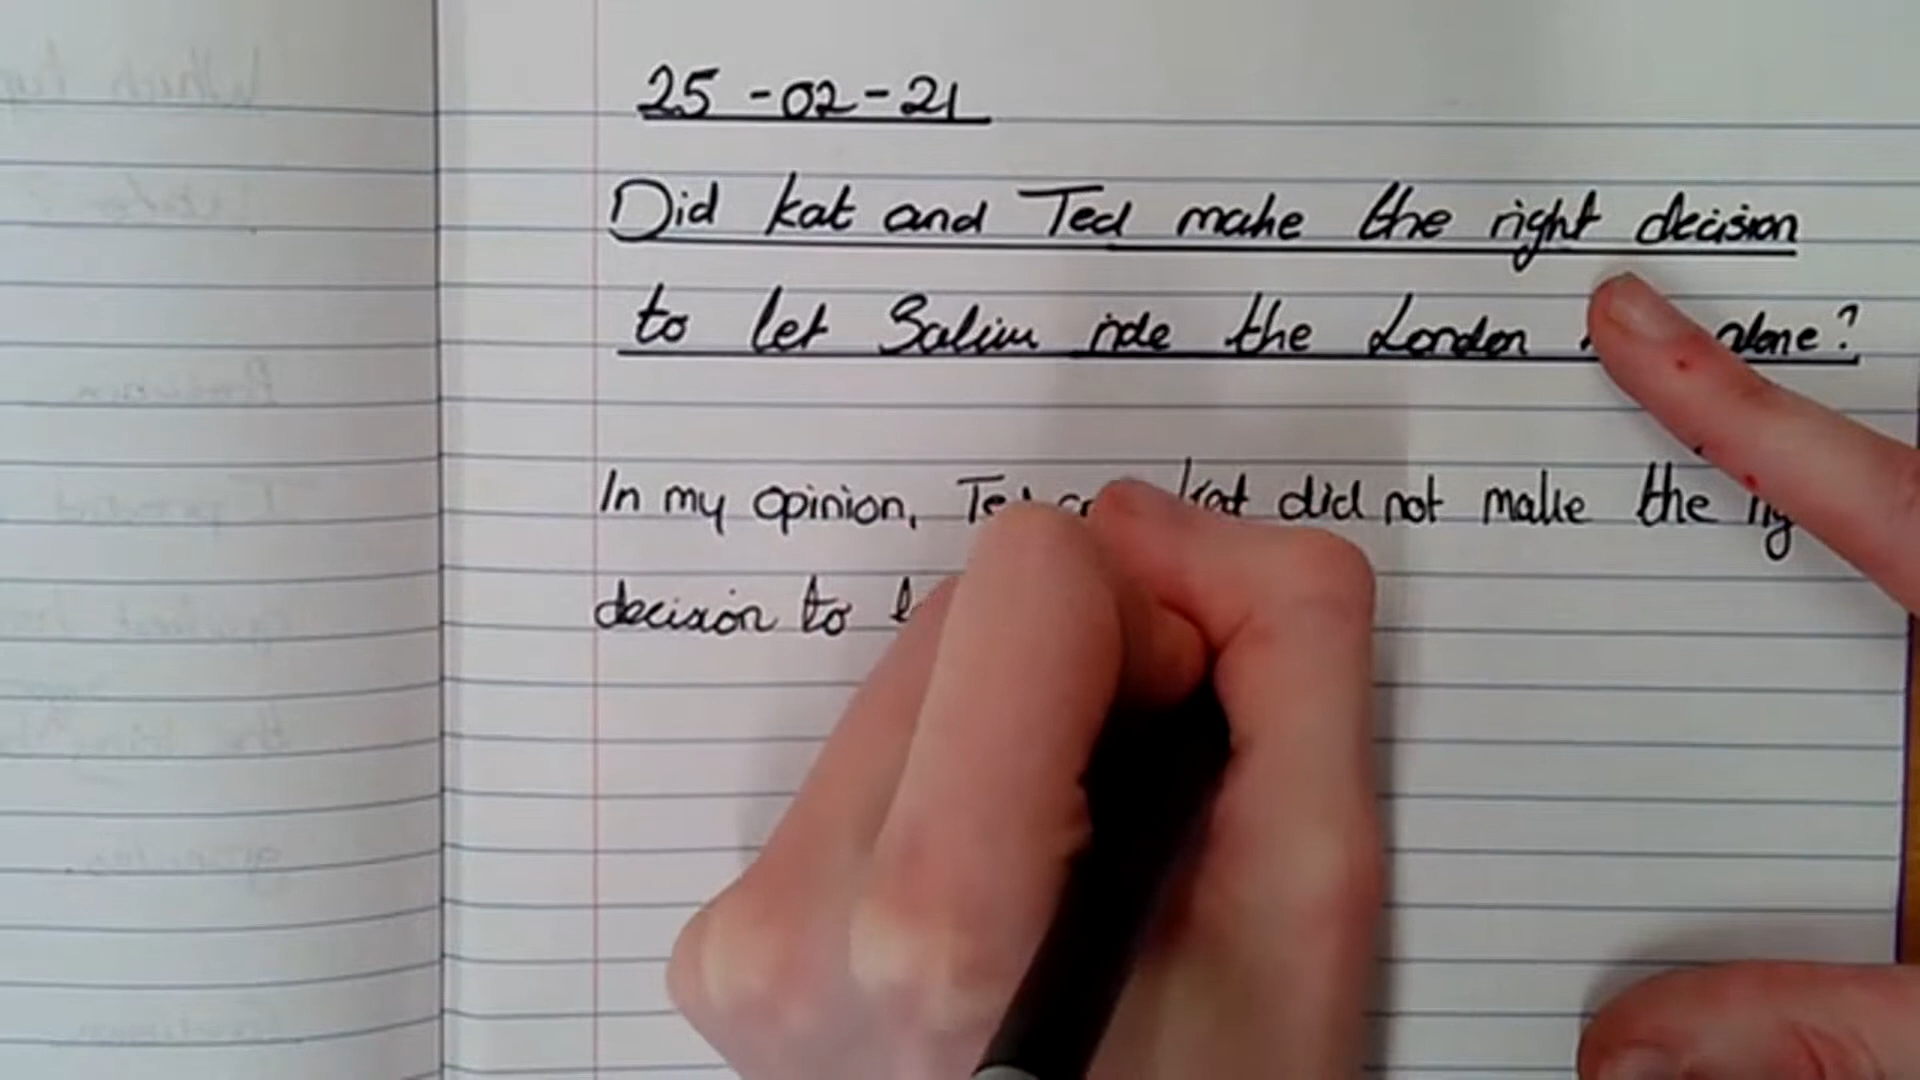 25-02-21
Did Kat and Ted make the right decision
to let Salim ride the London alone?
In my opinion, Ted Kat did not make the
decision to